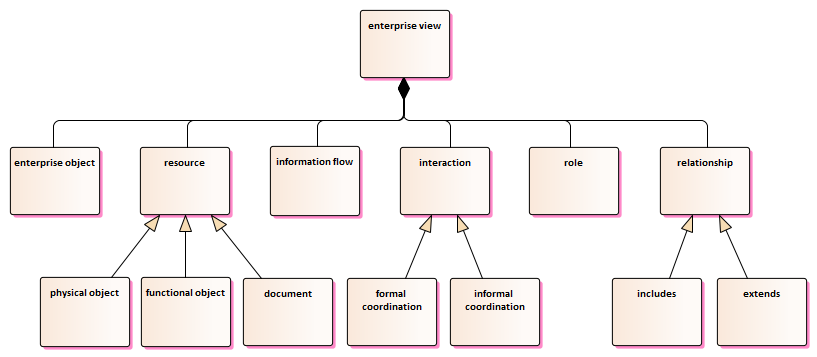 enterprise view
enterprise object
resource
information flow
interaction
role
relationship
physical object
functional object
document
formal
coordination
informal
coordination
includes
extends